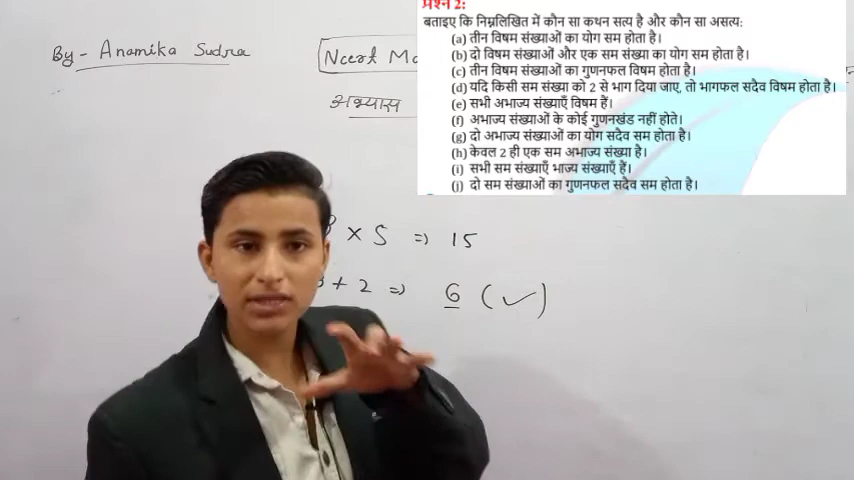 By - Anamika Sudra
Ncert
अभ्यास
प्रश्न 2:
बताइए कि निम्नलिखित में कौन सा कथन सत्य है और कौन सा असत्य:
(a) तीन विषम संख्याओं का योग सम होता है।
(b) दो विषम संख्याओं और एक सम संख्या का योग सम होता है।
(c) तीन विषम संख्याओं का गुणनफल विषम होता है।
(d) यदि किसी सम संख्या को 2 से भाग दिया जाए, तो भागफल सदैव विषम होता है।
(e) सभी अभाज्य संख्याएँ विषम हैं।
(f) अभाज्य संख्याओं के कोई गुणनखंड नहीं होते।
(g) दो अभाज्य संख्याओं का योग सदैव सम होता है।
(h) केवल 2 ही एक सम अभाज्य संख्या है।
(i) सभी सम संख्याएँ भाज्य संख्याएँ हैं।
(j) दो सम संख्याओं का गुणनफल सदैव सम होता है।
× 5 => 15
+ 2 => 6 (✓)